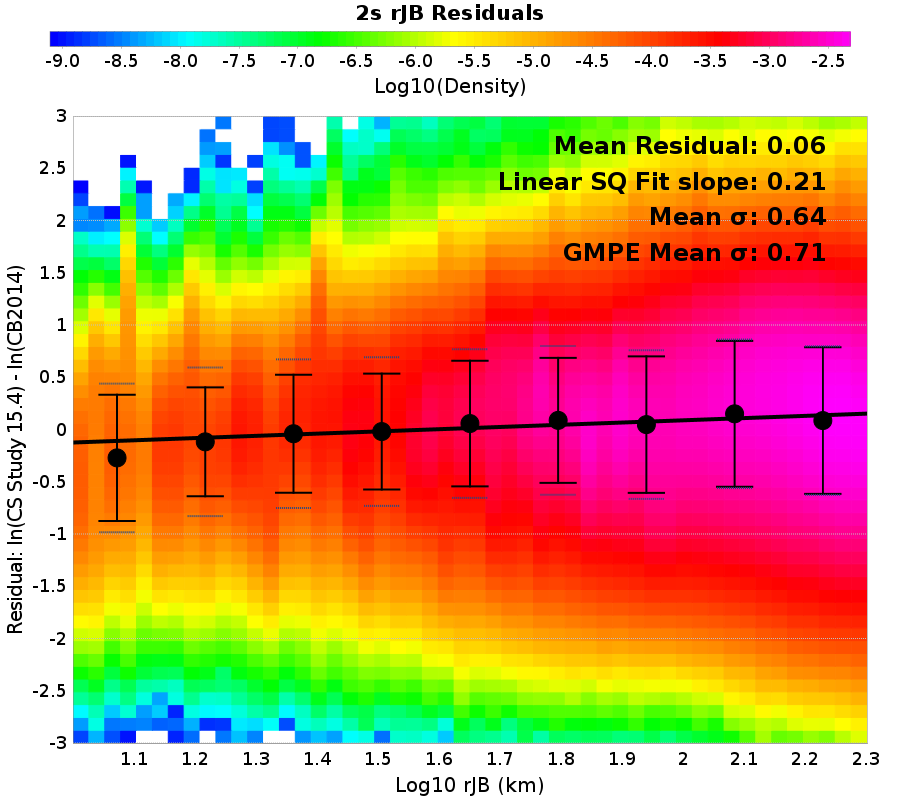 2s rJB Residuals
-9.0 -8.5 -8.0 -7.5 -7.0 -6.5 -6.0 -5.5 -5.0 -4.5 -4.0 -3.5 -3.0 -2.5
Log10(Density)
Mean Residual: 0.06
Linear SQ Fit slope: 0.21
Mean σ: 0.64
GMPE Mean σ: 0.71
Residual: ln(CS Study 15.4) - ln(CB2014)
3
2.5
2
1.5
1
0.5
0
-0.5
-1
-1.5
-2
-2.5
-3
1.1 1.2 1.3 1.4 1.5 1.6 1.7 1.8 1.9 2 2.1 2.2 2.3
Log10 rJB (km)